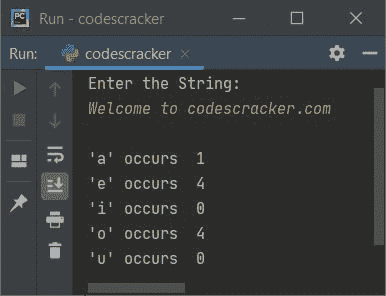 Run - codescracker
Run: codescracker
Enter the String:
Welcome to codescracker.com
'a' occurs  1
'e' occurs  4
'i' occurs  0
'o' occurs  4
'u' occurs  0